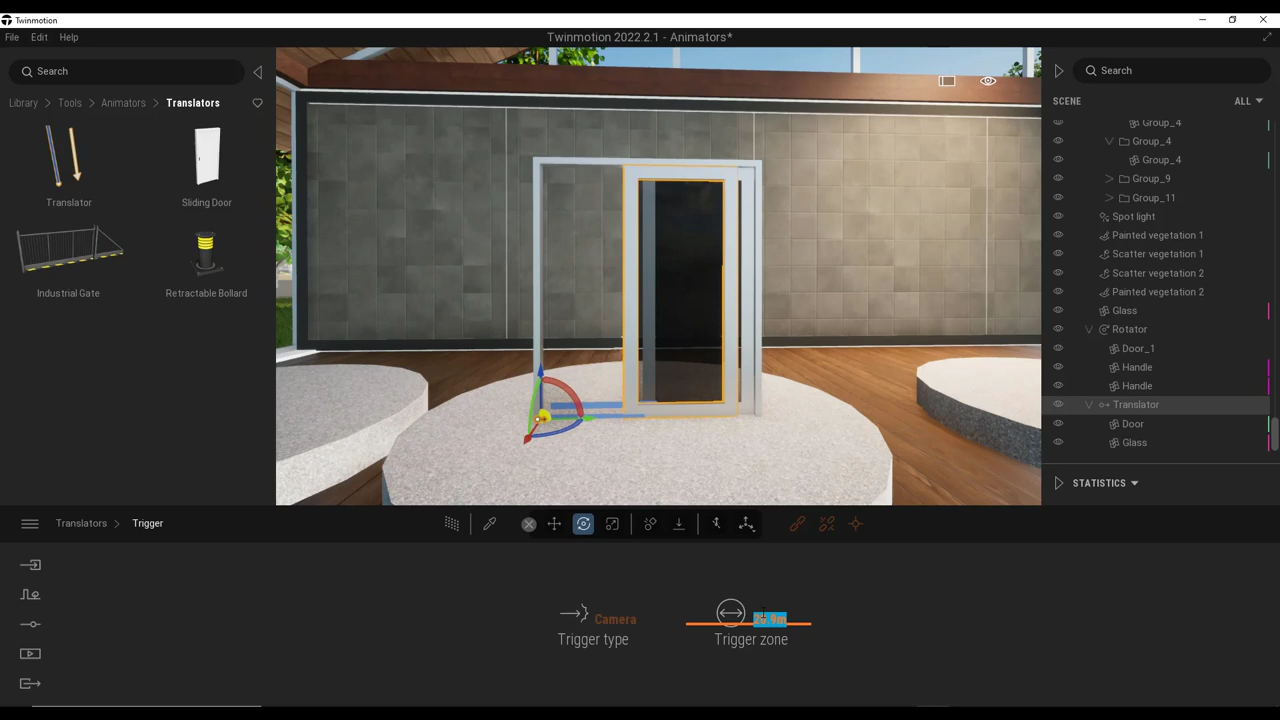 Twinmotion
File Edit Help
Twinmotion 2022.2.1 - Animators*
Search
Library Tools Animators Translators
Translator
Sliding Door
Industrial Gate
Retractable Bollard
Search
SCENE
ALL
Group_4
Group_4
Group_4
Group_9
Group_11
Spot light
Painted vegetation 1
Scatter vegetation 1
Scatter vegetation 2
Painted vegetation 2
Glass
Rotator
Door_1
Handle
Handle
Translator
Door
Glass
STATISTICS
Translators Trigger
Camera
Trigger type
Trigger zone